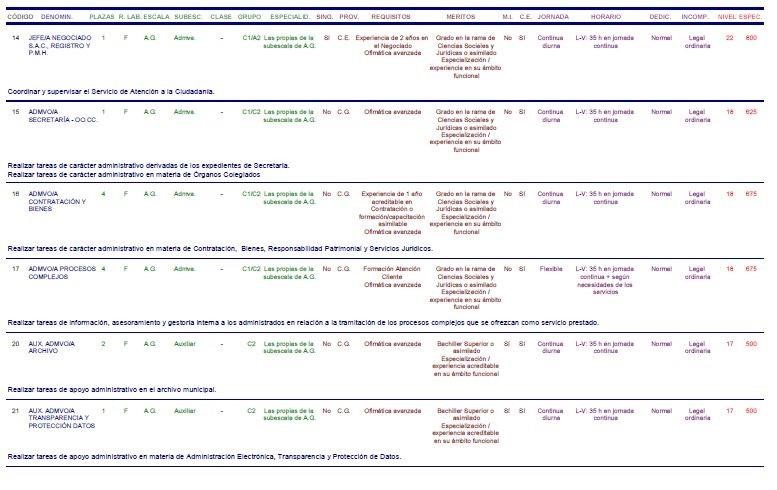 CÓDIGO DENOMIN. PLAZAS R. LAB. ESCALA SUBESC. CLASE GRUPO ESPECIALID. SING. PROV. REQUISITOS MERITOS M.I. C.E. JORNADA HORARIO DEDIC. INCOMP. NIVEL ESPEC.
14 JEFE/A NEGOCIADO 1 F A.G. Admva. - C1/A2 Las propias de la SI C.E. Experiencia de 2 años en Grado en la rama de No SI Continua L-V: 35 h en jornada Normal Legal 22 800
S.A.C., REGISTRO Y subescala de A.G. el Negociado Ciencias Sociales y diurna continua ordinaria
P.M.H. Ofimática avanzada Jurídicas o asimilado
Especialización /
experiencia en su ámbito
funcional
Coordinar y supervisar el Servicio de Atención a la Ciudadanía.
15 ADMVO/A 1 F A.G. Admva. - C1/C2 Las propias de la No C.G. Ofimática avanzada Grado en la rama de No SI Continua L-V: 35 h en jornada Normal Legal 18 625
SECRETARÍA - OO.CC. subescala de A.G. Ciencias Sociales y diurna continua ordinaria
Jurídicas o asimilado
Especialización /
experiencia en su ámbito
funcional
Realizar tareas de carácter administrativo derivadas de los expedientes de Secretaría.
Realizar tareas de carácter administrativo en materia de Órganos Colegiados
16 ADMVO/A 4 F A.G. Admva. - C1/C2 Las propias de la No C.G. Experiencia de 1 año Grado en la rama de No SI Continua L-V: 35 h en jornada Normal Legal 18 675
CONTRATACIÓN Y subescala de A.G. acreditable en Ciencias Sociales y diurna continua ordinaria
BIENES Contratación o Jurídicas o asimilado
formación/capacitación Especialización /
asimilable experiencia en su ámbito
Ofimática avanzada funcional
Realizar tareas de carácter administrativo en materia de Contratación, Bienes, Responsabilidad Patrimonial y Servicios Jurídicos.
17 ADMVO/A PROCESOS 4 F A.G. Admva. - C1/C2 Las propias de la No C.G. Formación Atención Grado en la rama de No SI Flexible L-V: 35 h en jornada Normal Legal 18 675
COMPLEJOS subescala de A.G. Cliente Ciencias Sociales y continua + según ordinaria
Ofimática avanzada Jurídicas o asimilado necesidades de los
Especialización / servicios
experiencia en su ámbito
funcional
Realizar tareas de información, asesoramiento y gestoría interna a los administrados en relación a la tramitación de los procesos complejos que se ofrezcan como servicio prestado.
20 AUX. ADMVO/A 2 F A.G. Auxiliar - C2 Las propias de la No C.G. Ofimática avanzada Bachiller Superior o SI SI Continua L-V: 35 h en jornada Normal Legal 17 500
ARCHIVO subescala de A.G. asimilado diurna continua ordinaria
Especialización /
experiencia acreditable
en su ámbito funcional
Realizar tareas de apoyo administrativo en el archivo municipal.
21 AUX. ADMVO/A 1 F A.G. Auxiliar - C2 Las propias de la No C.G. Ofimática avanzada Bachiller Superior o SI SI Continua L-V: 35 h en jornada Normal Legal 17 500
TRANSPARENCIA Y subescala de A.G. asimilado diurna continua ordinaria
PROTECCIÓN DATOS Especialización /
experiencia acreditable
en su ámbito funcional
Realizar tareas de apoyo administrativo en materia de Administración Electrónica, Transparencia y Protección de Datos.